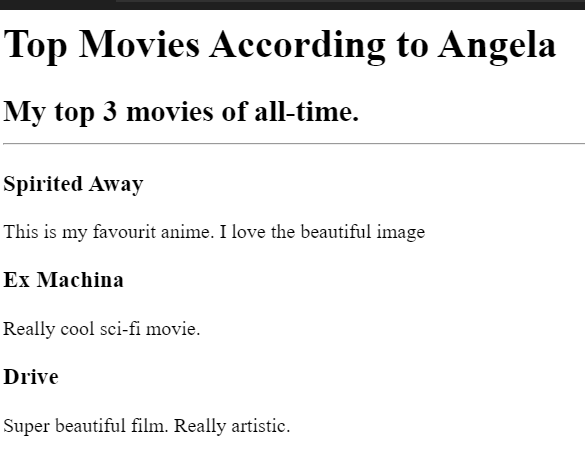 Top Movies According to Angela
My top 3 movies of all-time.
Spirited Away
This is my favourit anime. I love the beautiful image
Ex Machina
Really cool sci-fi movie.
Drive
Super beautiful film. Really artistic.